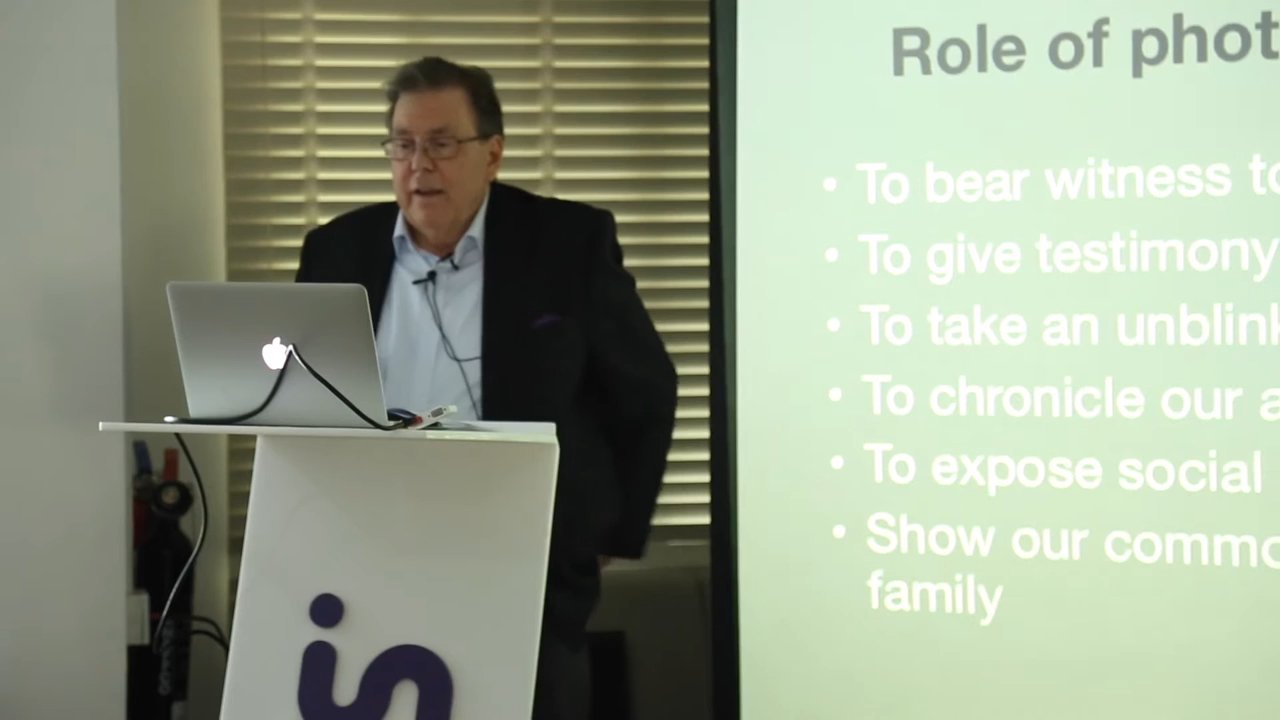 Role of phot
• To bear witness to
• To give testimony
• To take an unblink
• To chronicle our a
• To expose social
• Show our commo
family
is